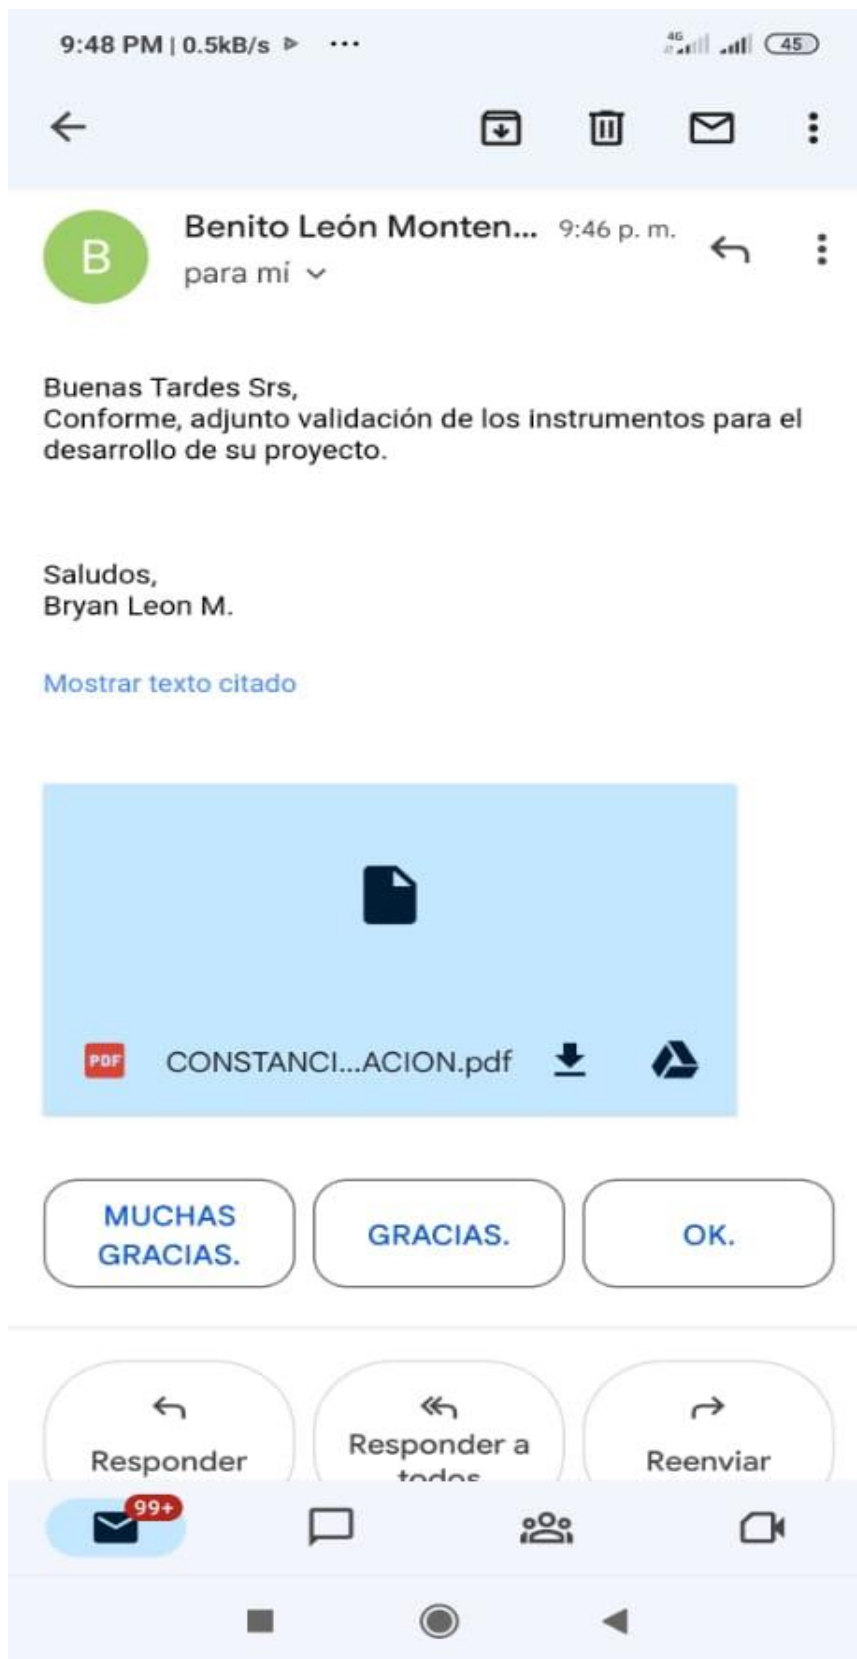 9:48 PM | 0.5kB/s ...
4G 45
Benito León Monten... 9:46 p. m.
B
para mí
Buenas Tardes Srs,
Conforme, adjunto validación de los instrumentos para el
desarrollo de su proyecto.
Saludos,
Bryan Leon M.
Mostrar texto citado
PDF CONSTANCI...ACION.pdf
MUCHAS
GRACIAS.
GRACIAS.
OK.
Responder
Responder a
todos
Reenviar
99+